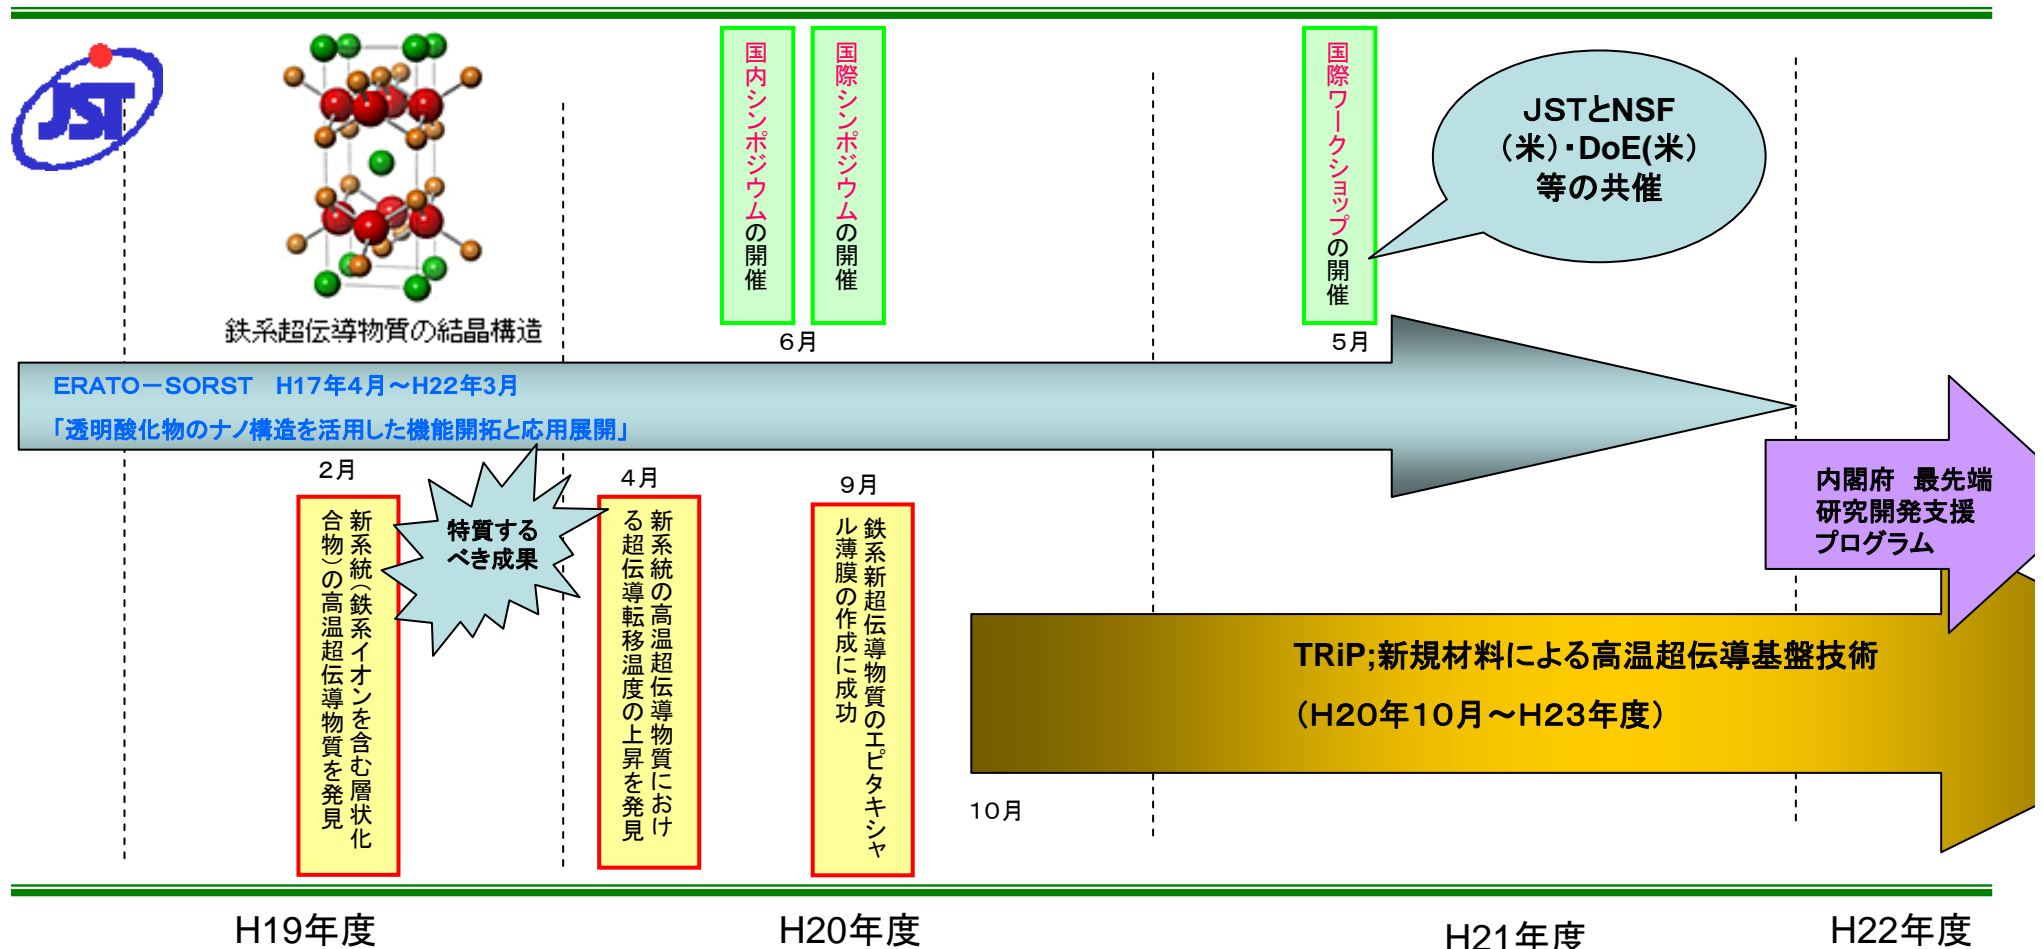 JST
国内シンポジウムの開催
国際シンポジウムの開催
国際ワークショップの開催
JSTとNSF
（米）・DoE(米）
等の共催
鉄系超伝導物質の結晶構造
６月
５月
ERATO－SORST　H17年４月～H22年3月
「透明酸化物のナノ構造を活用した機能開拓と応用展開」
２月
４月
９月
新系統（鉄系イオンを含む層状化
合物）の高温超伝導物質を発見
特質する
べき成果
新系統の高温超伝導物質におけ
る超伝導転移温度の上昇を発見
鉄系新超伝導物質のエピタキシャ
ル薄膜の作成に成功
内閣府　最先端
研究開発支援
プログラム
TRiP;新規材料による高温超伝導基盤技術
（H２０年１０月～H２３年度）
１０月
H19年度
H20年度
H21年度
H22年度